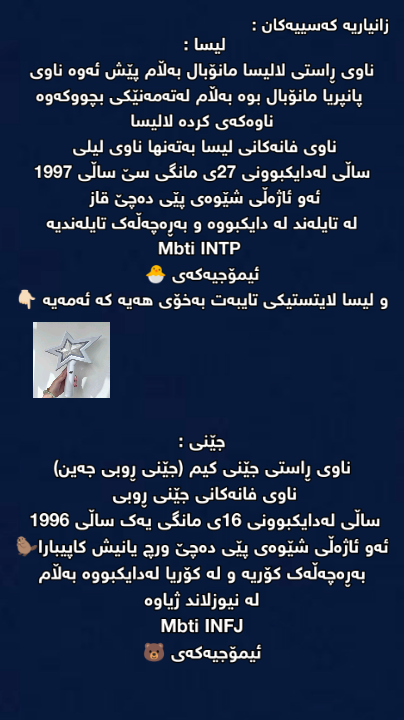 زانیاریە کەسییەکان :
لیسا :
ناوی ڕاستی لالیسا مانۆبال بەڵام پێش ئەوە ناوی
پانپریا مانۆبال بوە بەڵام لەتەمەنێکی بچووکەوە
ناوەکەی کردە لالیسا
ناوی فانەکانی لیسا بەتەنها ناوی لیلی
ساڵی لەدایکبوونی 27ی مانگی سێ ساڵی 1997
ئەو ئاژەڵی شێوەی پێی دەچێ قاز
لە تایلەند لە دایکبووە و بەڕەچەڵەک تایلەندیە
Mbti INTP
ئیمۆجیەکەی 🐣
و لیسا لایتستیکی تایبەت بەخۆی هەیە کە ئەمەیە 👇🏻
جێنی :
ناوی ڕاستی جێنی کیم (جێنی ڕوبی جەین)
ناوی فانەکانی جێنی ڕوبی
ساڵی لەدایکبوونی 16ی مانگی یەک ساڵی 1996
ئەو ئاژەڵی شێوەی پێی دەچێ ورچ یانیش کاپیبارا🦫
بەڕەچەڵەک کۆریە و لە کۆریا لەدایکبووە بەڵام
لە نیوزلاند ژیاوە
Mbti INFJ
ئیمۆجیەکەی 🐻